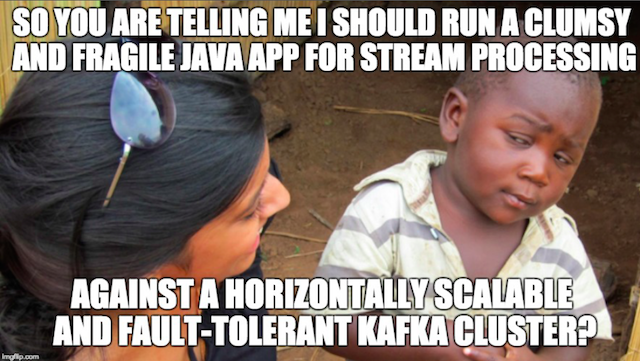 SO YOU ARE TELLING ME I SHOULD RUN A CLUMSY
AND FRAGILE JAVA APP FOR STREAM PROCESSING
AGAINST A HORIZONTALLY SCALABLE
AND FAULT-TOLERANT KAFKA CLUSTER?
imgflip.com